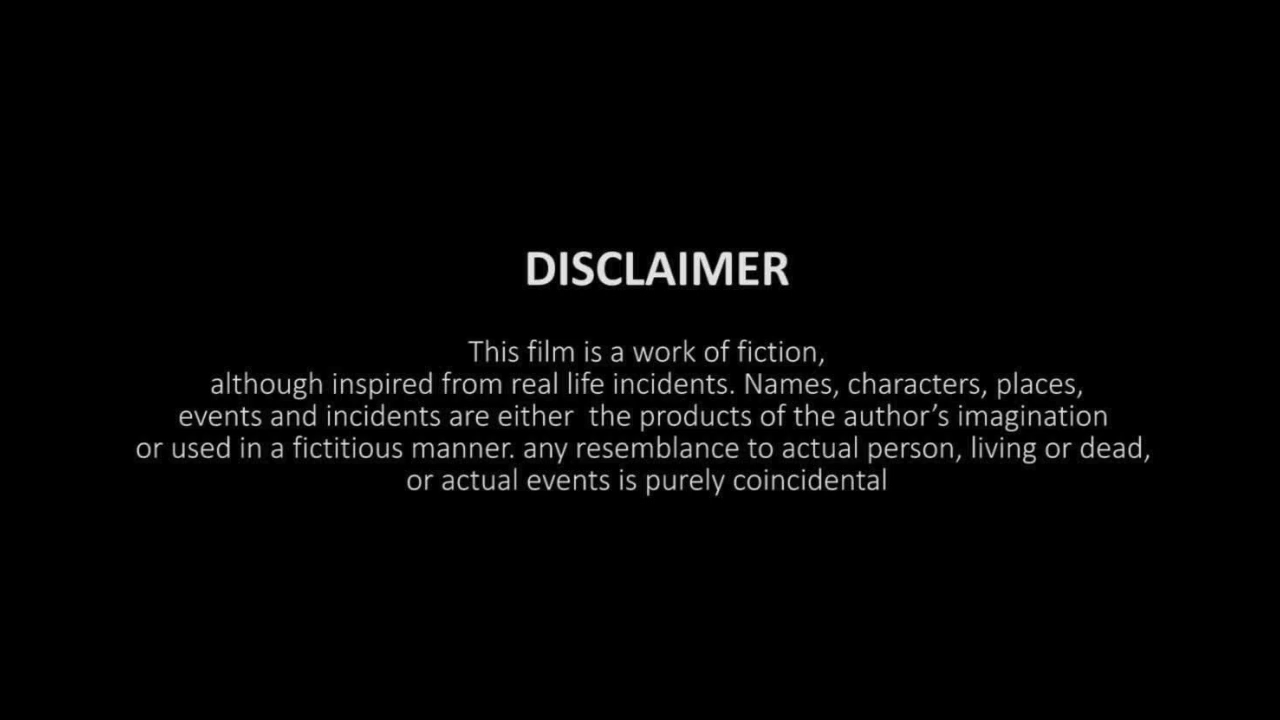 DISCLAIMER
This film is a work of fiction,
although inspired from real life incidents. Names, characters, places,
events and incidents are either  the products of the author’s imagination
or used in a fictitious manner. any resemblance to actual person, living or dead,
or actual events is purely coincidental